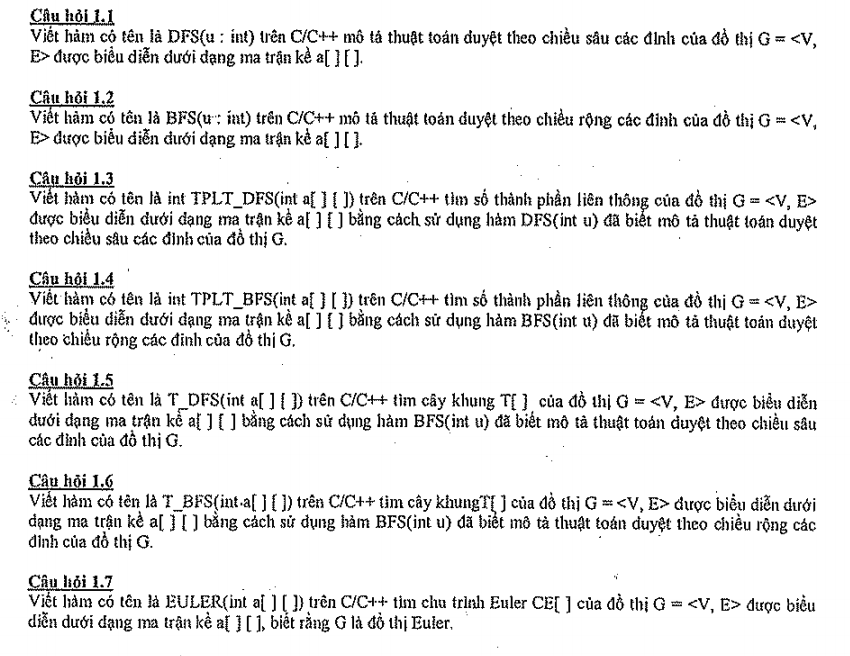 Câu hỏi 1.1
Viết hàm có tên là DFS(u : int) trên C/C++ mô tả thuật toán duyệt theo chiều sâu các đỉnh của đồ thị G = <V,
E> được biểu diễn dưới dạng ma trận kề a[ ] [ ].
Câu hỏi 1.2
Viết hàm có tên là BFS(u : int) trên C/C++ mô tả thuật toán duyệt theo chiều rộng các đỉnh của đồ thị G = <V,
E> được biểu diễn dưới dạng ma trận kề a[ ] [ ].
Câu hỏi 1.3
Viết hàm có tên là int TPLT_DFS(int a[ ] [ ]) trên C/C++ tìm số thành phần liên thông của đồ thị G = <V, E>
được biểu diễn dưới dạng ma trận kề a[ ] [ ] bằng cách sử dụng hàm DFS(int u) đã biết mô tả thuật toán duyệt
theo chiều sâu các đỉnh của đồ thị G.
Câu hỏi 1.4
Viết hàm có tên là int TPLT_BFS(int a[ ] [ ]) trên C/C++ tìm số thành phần liên thông của đồ thị G = <V, E>
được biểu diễn dưới dạng ma trận kề a[ ] [ ] bằng cách sử dụng hàm BFS(int u) đã biết mô tả thuật toán duyệt
theo chiều rộng các đỉnh của đồ thị G.
Câu hỏi 1.5
Viết hàm có tên là T_DFS(int a[ ] [ ]) trên C/C++ tìm cây khung T[ ] của đồ thị G = <V, E> được biểu diễn
dưới dạng ma trận kề a[ ] [ ] bằng cách sử dụng hàm BFS(int u) đã biết mô tả thuật toán duyệt theo chiều sâu
các đỉnh của đồ thị G.
Câu hỏi 1.6
Viết hàm có tên là T_BFS(int a[ ] [ ]) trên C/C++ tìm cây khungT[ ] của đồ thị G = <V, E> được biểu diễn dưới
dạng ma trận kề a[ ] [ ] bằng cách sử dụng hàm BFS(int u) đã biết mô tả thuật toán duyệt theo chiều rộng các
đỉnh của đồ thị G.
Câu hỏi 1.7
Viết hàm có tên là EULER(int a[ ] [ ]) trên C/C++ tìm chu trình Euler CE[ ] của đồ thị G = <V, E> được biểu
diễn dưới dạng ma trận kề a[ ] [ ], biết rằng G là đồ thị Euler.